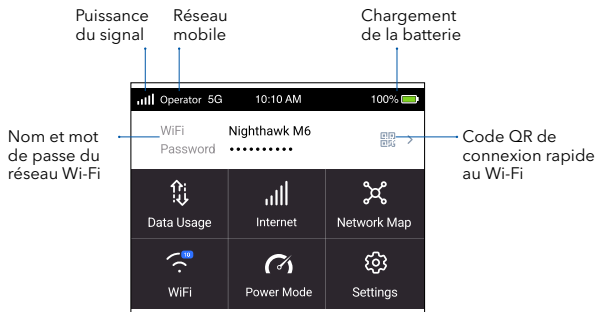 Puissance
du signal
Réseau
mobile
Chargement
de la batterie
Operator 5G 10:10 AM 100%
WiFi Nighthawk M6
Password ••••••••••
Nom et mot
de passe du
réseau Wi-Fi
Code QR de
connexion rapide
au Wi-Fi
Data Usage Internet Network Map
10
WiFi Power Mode Settings